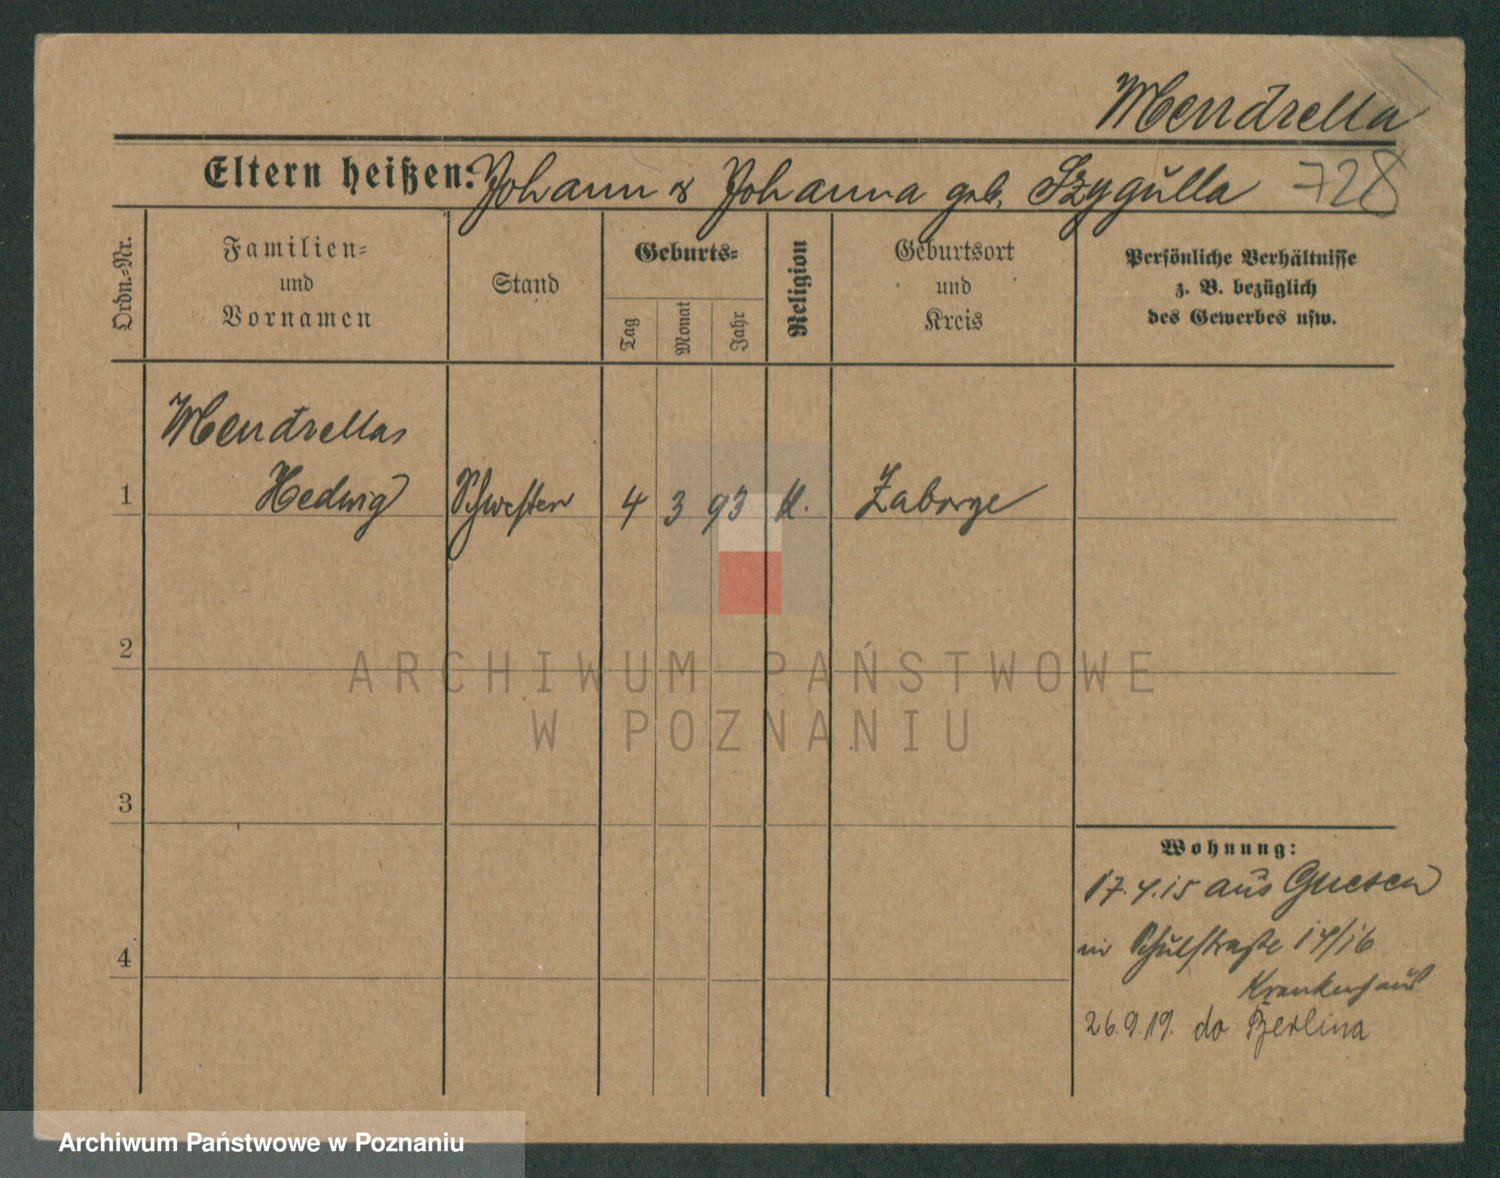 Mendrella
Eltern heißen: Johann & Johanna geb. Szygulla 728
Ordn.-Nr.
Familien-
und
Vornamen
Stand
Geburts-
Tag
Monat
Jahr
Religion
Geburtsort
und
Kreis
Persönliche Verhältnisse
z. B. bezüglich
des Gewerbes usw.
Mendrella
1 Hedwig Schwester 4 3 93 K. Zaborze
2
3
4
Wohnung:
17.4.15 aus Gnesen
in Schulstraße 14/16
Krankenhaus
26.9.19. do Berlina
ARCHIWUM PAŃSTWOWE
W POZNANIU
Archiwum Państwowe w Poznaniu